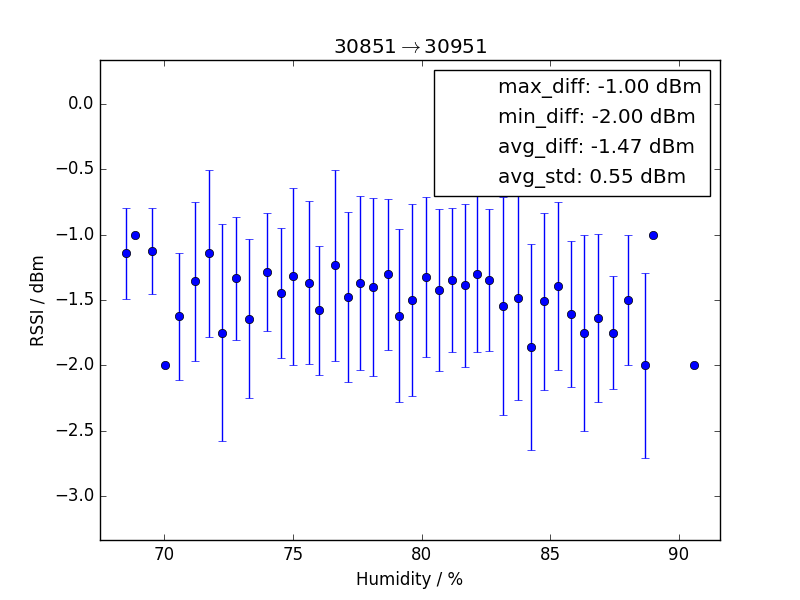 30851→30951
max_diff: -1.00 dBm
min_diff: -2.00 dBm
avg_diff: -1.47 dBm
avg_std: 0.55 dBm
0.0
−0.5
−1.0
−1.5
−2.0
−2.5
−3.0
RSSI / dBm
70 75 80 85 90
Humidity / %